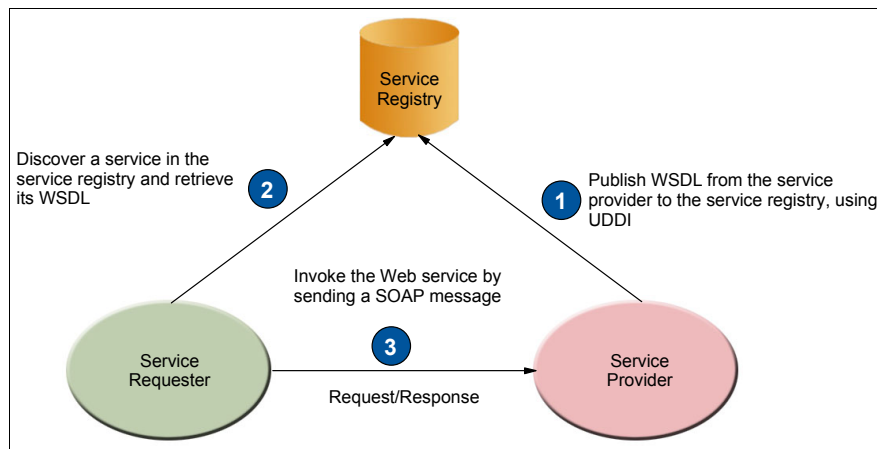 Service
Registry
Discover a service in the
service registry and retrieve
its WSDL
2
1
Publish WSDL from the service
provider to the service registry, using
UDDI
Invoke the Web service by
sending a SOAP message
3
Service
Requester
Service
Provider
Request/Response